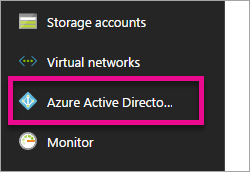 Storage accounts
Virtual networks
Azure Active Directo...
Monitor